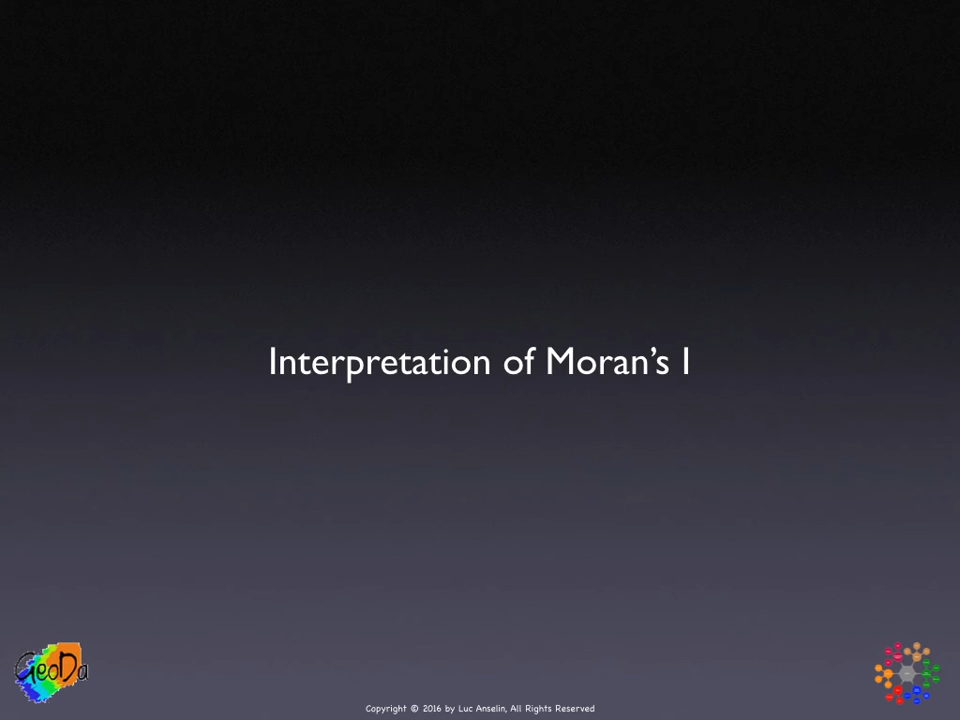 Interpretation of Moran’s I
GeoDa
Copyright © 2016 by Luc Anselin, All Rights Reserved